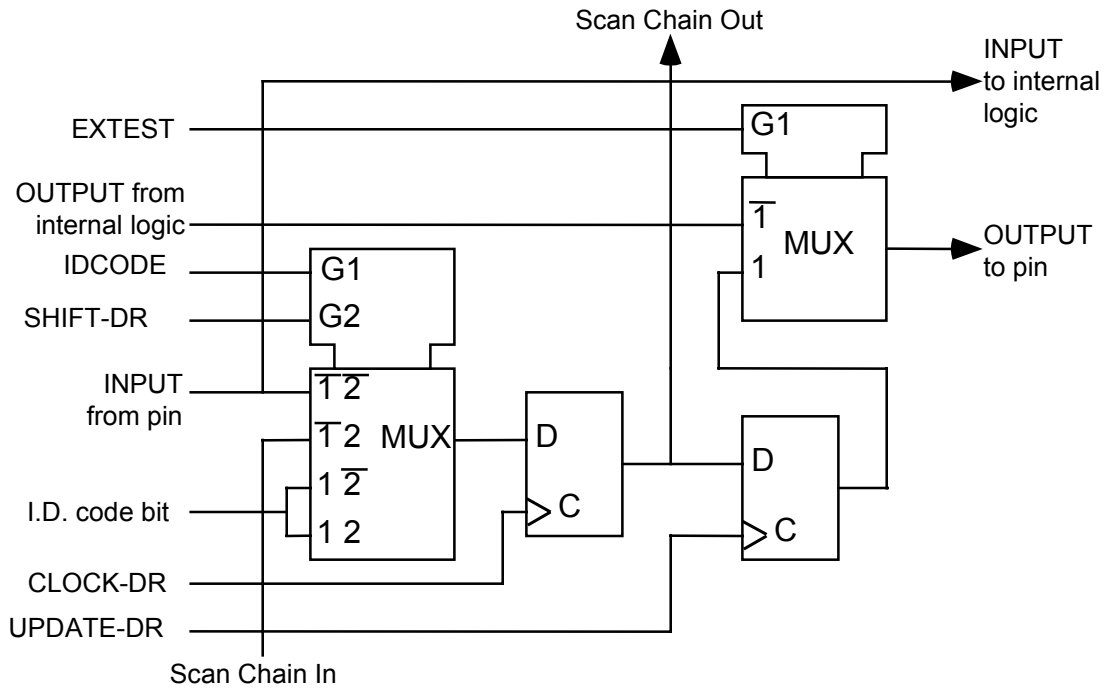 Scan Chain Out
INPUT
to internal
logic
EXTEST
G1
OUTPUT from
internal logic
1̅
MUX
1
OUTPUT
to pin
IDCODE
G1
SHIFT-DR
G2
INPUT
from pin
1̅ 2̅
1̅ 2
MUX
1 2̅
1 2
I.D. code bit
D
C
D
C
CLOCK-DR
UPDATE-DR
Scan Chain In